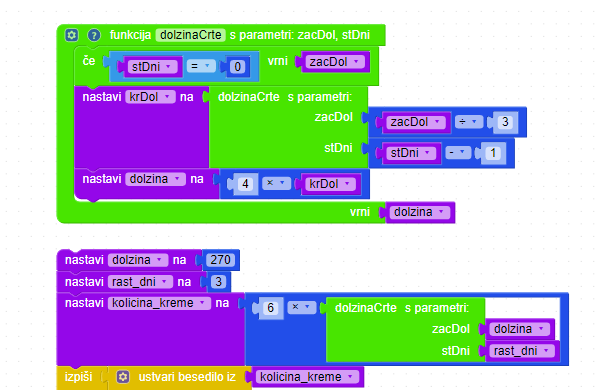 ? funkcija dolzinaCrte s parametri: zacDol, stDni
če stDni = 0 vrni zacDol
nastavi krDol na dolzinaCrte s parametri:
zacDol zacDol ÷ 3
stDni stDni - 1
nastavi dolzina na 4 × krDol
vrni dolzina
nastavi dolzina na 270
nastavi rast_dni na 3
nastavi kolicina_kreme na 6 × dolzinaCrte s parametri:
zacDol dolzina
stDni rast_dni
izpiši ustvari besedilo iz kolicina_kreme